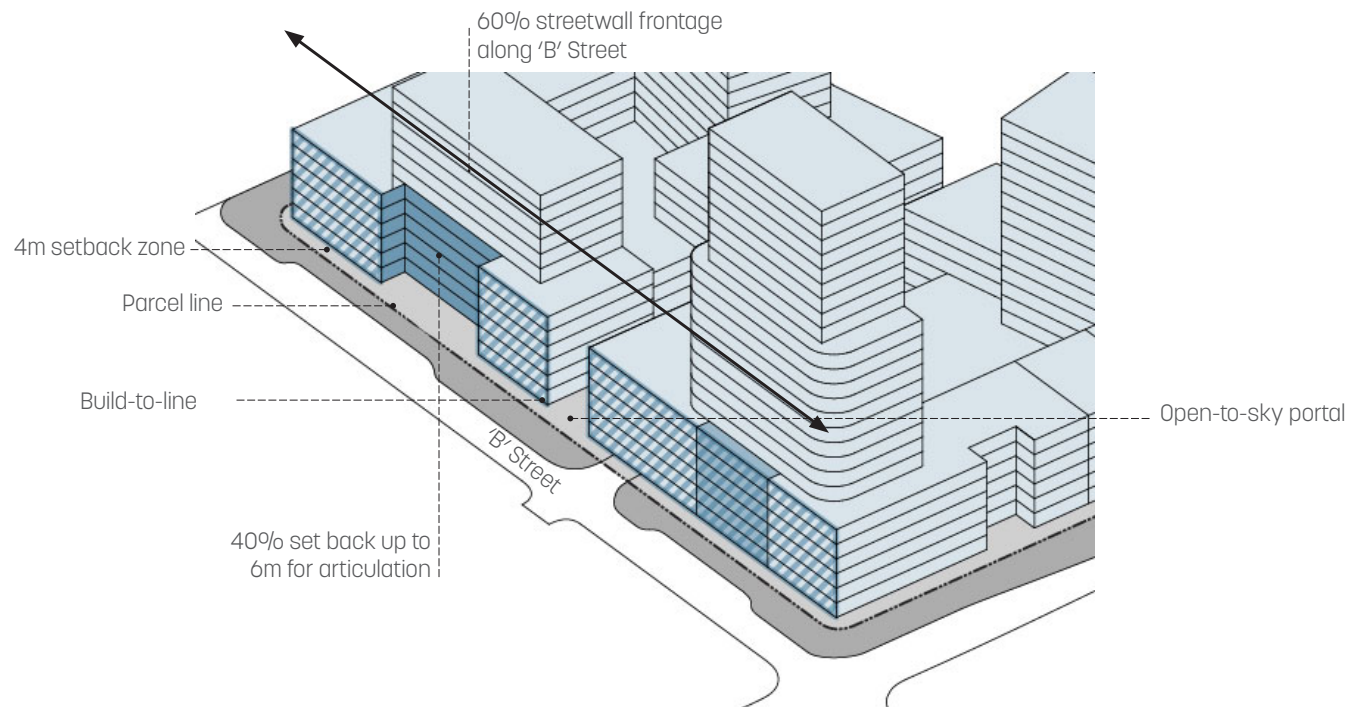 60% streetwall frontage
along ‘B’ Street
4m setback zone
Parcel line
Build-to-line
Open-to-sky portal
‘B’ Street
40% set back up to
6m for articulation